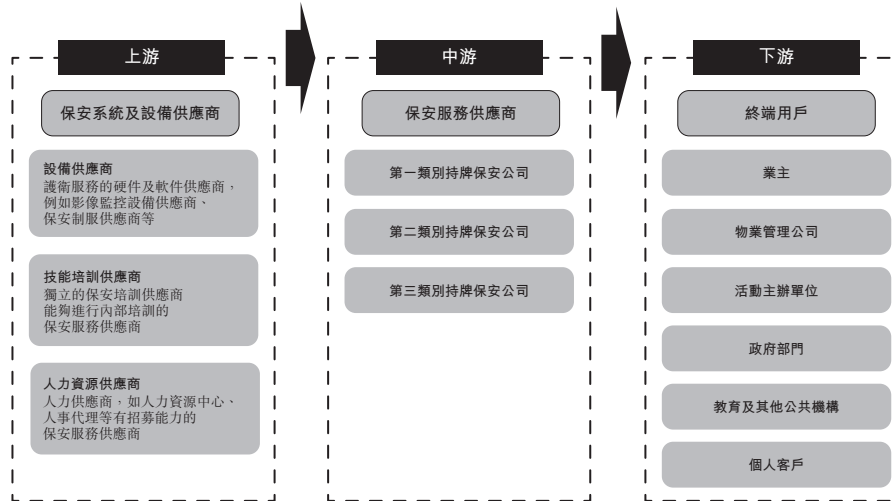 上游
保安系統及設備供應商
設備供應商
護衛服務的硬件及軟件供應商，
例如影像監控設備供應商、
保安制服供應商等
技能培訓供應商
獨立的保安培訓供應商
能夠進行內部培訓的
保安服務供應商
人力資源供應商
人力供應商，如人力資源中心、
人事代理等有招募能力的
保安服務供應商
中游
保安服務供應商
第一類別持牌保安公司
第二類別持牌保安公司
第三類別持牌保安公司
下游
終端用戶
業主
物業管理公司
活動主辦單位
政府部門
教育及其他公共機構
個人客戶